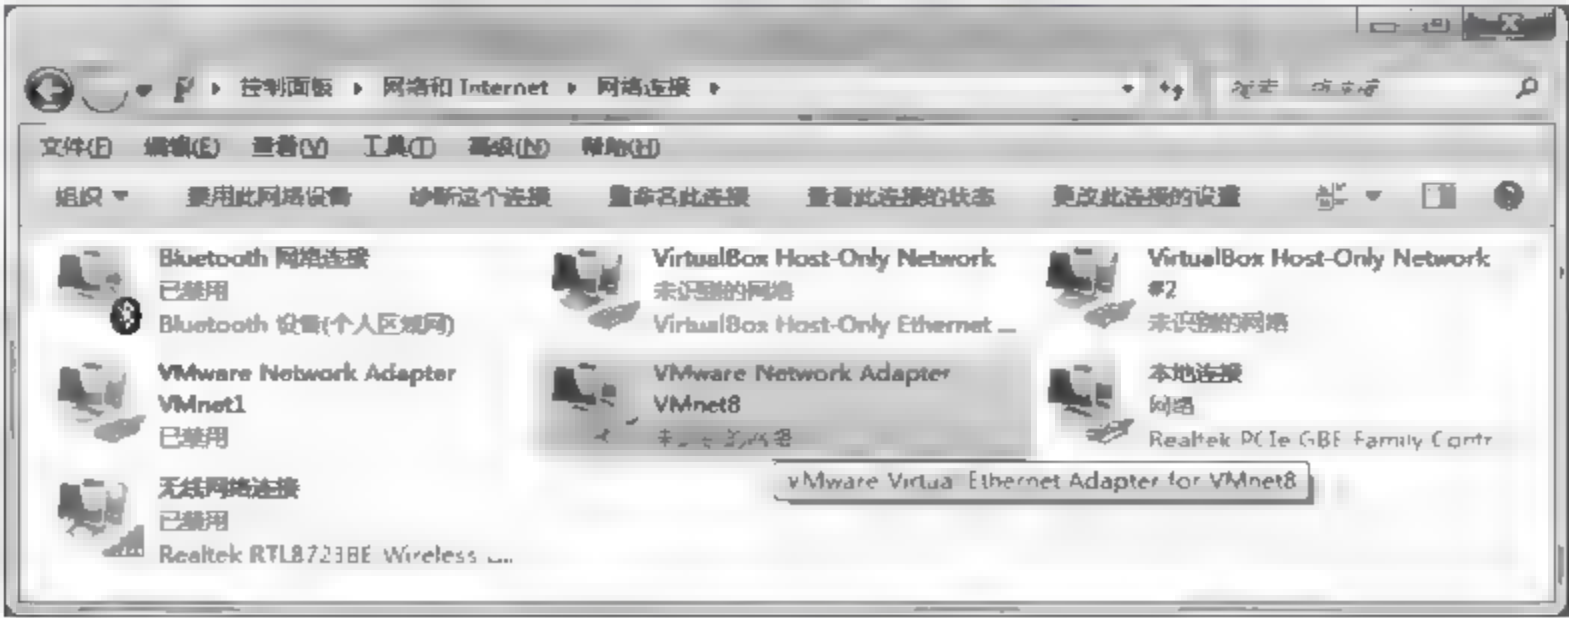 控制面板 ▸ 网络和 Internet ▸ 网络连接 ▸
文件(F) 编辑(E) 查看(V) 工具(T) 高级(N) 帮助(H)
组织 禁用此网络设备 诊断这个连接 重命名此连接 查看此连接的状态 更改此连接的设置
Bluetooth 网络连接
已禁用
Bluetooth 设备(个人区域网)
VirtualBox Host-Only Network
未识别的网络
VirtualBox Host-Only Ethernet ...
VirtualBox Host-Only Network
#2
未识别的网络
VMware Network Adapter
VMnet1
已禁用
VMware Network Adapter
VMnet8
未识别的网络
本地连接
网络
Realtek PCIe GBE Family Contr
VMware Virtual Ethernet Adapter for VMnet8
无线网络连接
已禁用
Realtek RTL8723BE Wireless ...